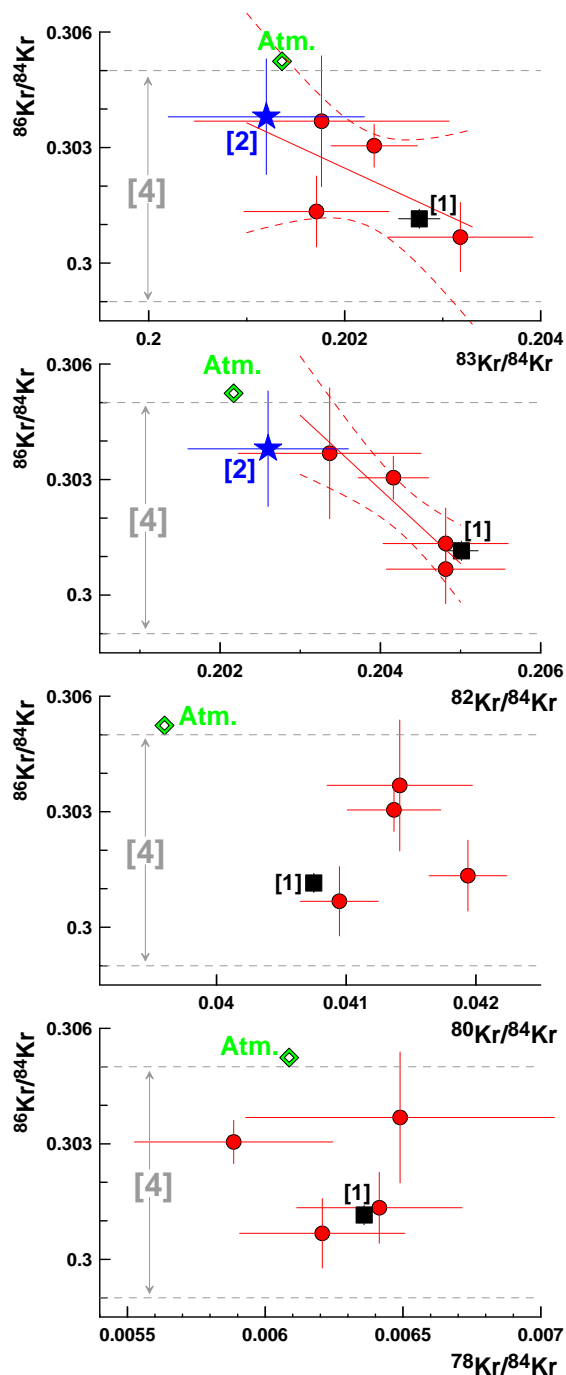 0.306
Atm.
⁸⁶Kr/⁸⁴Kr
0.303
[2]
[4]
[1]
0.3
0.2
0.202
0.204
⁸³Kr/⁸⁴Kr
0.306
Atm.
⁸⁶Kr/⁸⁴Kr
0.303
[2]
[4]
[1]
0.3
0.202
0.204
0.206
⁸²Kr/⁸⁴Kr
0.306
Atm.
⁸⁶Kr/⁸⁴Kr
0.303
[4]
[1]
0.3
0.04
0.041
0.042
⁸⁰Kr/⁸⁴Kr
0.306
Atm.
⁸⁶Kr/⁸⁴Kr
0.303
[4]
[1]
0.3
0.0055
0.006
0.0065
0.007
⁷⁸Kr/⁸⁴Kr